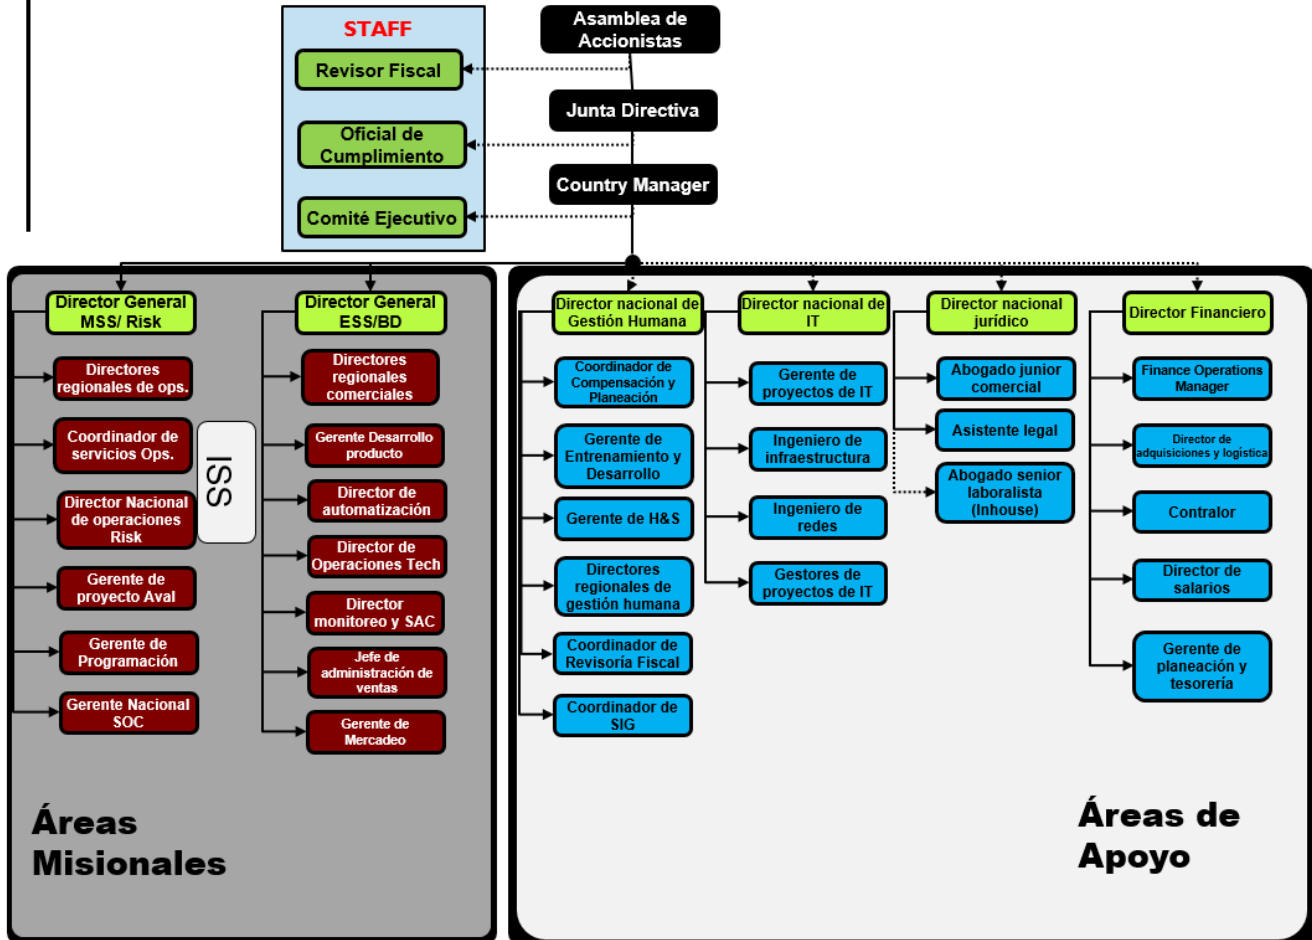 STAFF
Asamblea de
Accionistas
Revisor Fiscal
Junta Directiva
Oficial de
Cumplimiento
Country Manager
Comité Ejecutivo
Director General
MSS/ Risk
Directores
regionales de ops.
Coordinador de
servicios Ops.
Director Nacional
de operaciones
Risk
Gerente de
proyecto Aval
Gerente de
Programación
Gerente Nacional
SOC
ISS
Director General
ESS/BD
Directores
regionales
comerciales
Gerente Desarrollo
producto
Director de
automatización
Director de
Operaciones Tech
Director
monitoreo y SAC
Jefe de
administración de
ventas
Gerente de
Mercadeo
Áreas
Misionales
Director nacional de
Gestión Humana
Coordinador de
Compensación y
Planeación
Gerente de
Entrenamiento y
Desarrollo
Gerente de H&S
Directores
regionales de
gestión humana
Coordinador de
Revisoría Fiscal
Coordinador de
SIG
Director nacional de
IT
Gerente de
proyectos de IT
Ingeniero de
infraestructura
Ingeniero de
redes
Gestores de
proyectos de IT
Director nacional
jurídico
Abogado junior
comercial
Asistente legal
Abogado senior
laboralista
(Inhouse)
Director Financiero
Finance Operations
Manager
Director de
adquisiciones y logística
Contralor
Director de
salarios
Gerente de
planeación y
tesorería
Áreas de
Apoyo